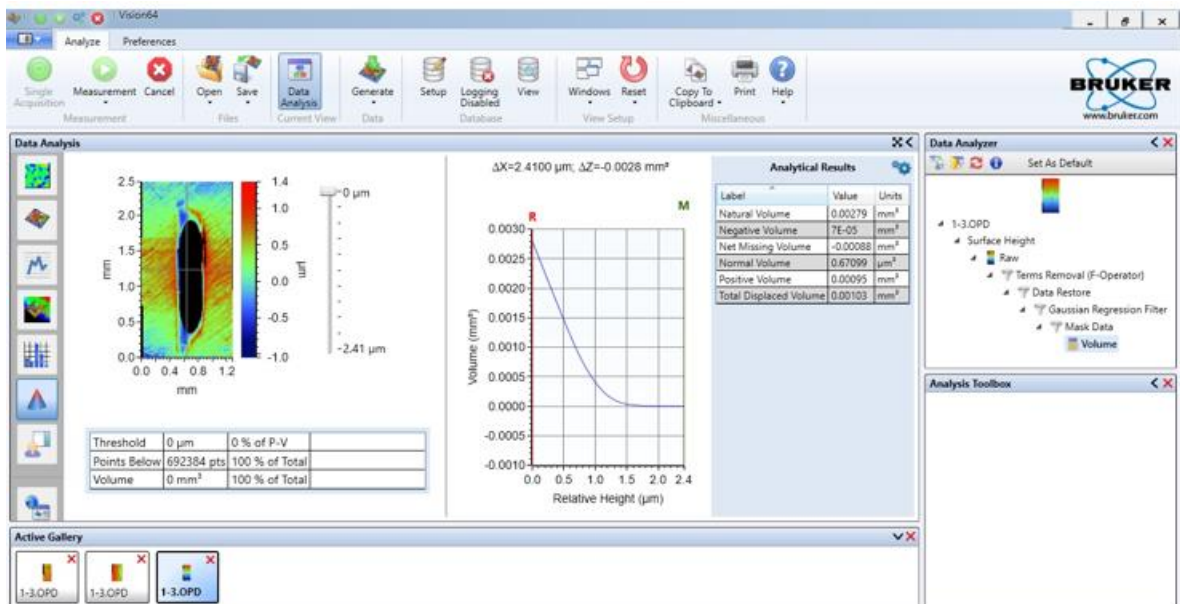 Vision64
Analyze Preferences
Single Acquisition
Measurement
Cancel
Open
Save
Data Analysis
Generate
Setup
Logging Disabled
View
Windows
Reset
Copy To Clipboard
Print
Help
Measurement
Files
Current View
Data
Database
View Setup
Miscellaneous
BRUKER
www.bruker.com
Data Analysis
2.5
2.0
1.5
1.0
0.5
0.0
mm
0.0 0.4 0.8 1.2
mm
1.4
1.0
0.5
0.0
-0.5
-1.0
µm
0 µm
-2.41 µm
Threshold 0 µm 0 % of P-V
Points Below 692384 pts 100 % of Total
Volume 0 mm³ 100 % of Total
ΔX=2.4100 µm; ΔZ=-0.0028 mm³
R
M
0.0030
0.0025
0.0020
0.0015
0.0010
0.0005
0.0000
-0.0005
-0.0010
Volume (mm³)
0.0 0.5 1.0 1.5 2.0 2.4
Relative Height (µm)
Analytical Results
Label Value Units
Natural Volume 0.00279 mm³
Negative Volume 7E-05 mm³
Net Missing Volume -0.00088 mm³
Normal Volume 0.67099 µm³
Positive Volume 0.00095 mm³
Total Displaced Volume 0.00103 mm³
Data Analyzer
Set As Default
1-3.OPD
Surface Height
Raw
Terms Removal (F-Operator)
Data Restore
Gaussian Regression Filter
Mask Data
Volume
Analysis Toolbox
Active Gallery
1-3.OPD
1-3.OPD
1-3.OPD